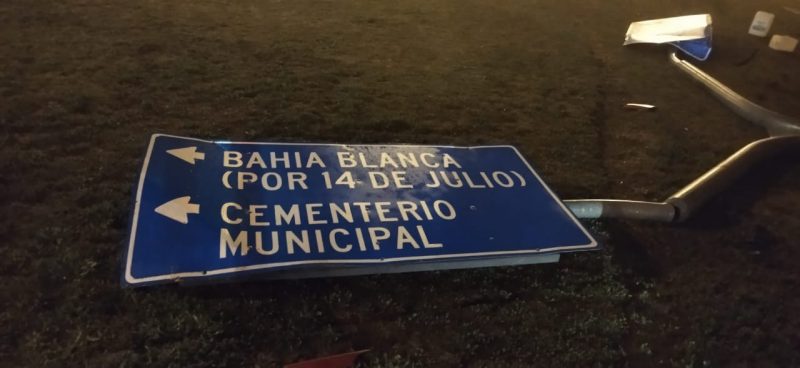 BAHIA BLANCA
(POR 14 DE JULIO)
CEMENTERIO
MUNICIPAL